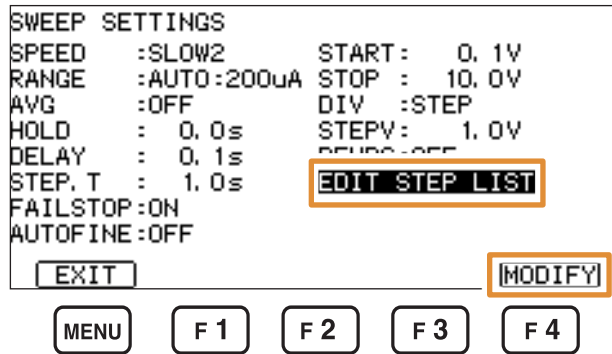 SWEEP SETTINGS
SPEED :SLOW2 START: 0.1V
RANGE :AUTO:200uA STOP : 10.0V
AVG :OFF DIV :STEP
HOLD : 0.0s STEPV: 1.0V
DELAY : 0.1s
STEP.T : 1.0s EDIT STEP LIST
FAILSTOP:ON
AUTOFINE:OFF
EXIT MODIFY
MENU F1 F2 F3 F4